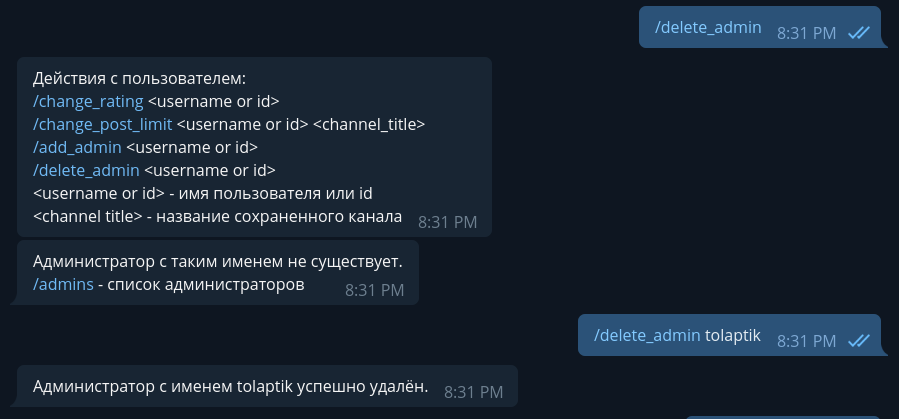 /delete_admin 8:31 PM
Действия с пользователем:
/change_rating <username or id>
/change_post_limit <username or id> <channel_title>
/add_admin <username or id>
/delete_admin <username or id>
<username or id> - имя пользователя или id
<channel title> - название сохраненного канала 8:31 PM
Администратор с таким именем не существует.
/admins - список администраторов 8:31 PM
/delete_admin tolaptik 8:31 PM
Администратор с именем tolaptik успешно удалён. 8:31 PM